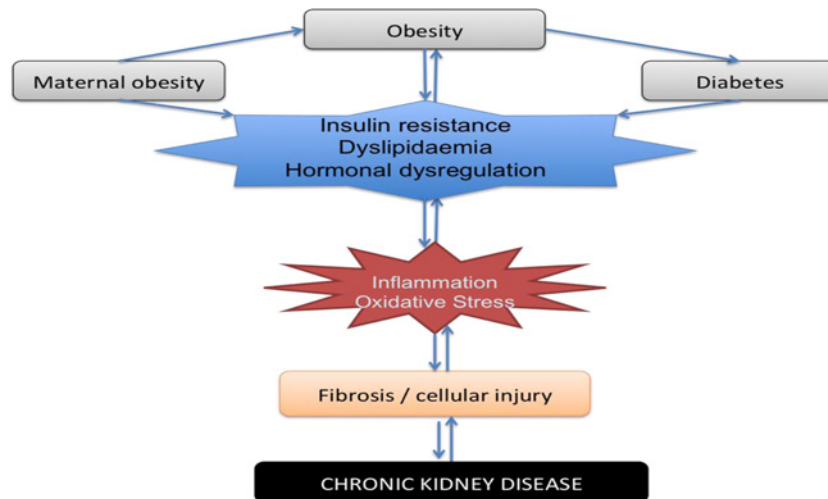 Obesity
Maternal obesity
Diabetes
Insulin resistance
Dyslipidaemia
Hormonal dysregulation
Inflammation
Oxidative Stress
Fibrosis / cellular injury
CHRONIC KIDNEY DISEASE